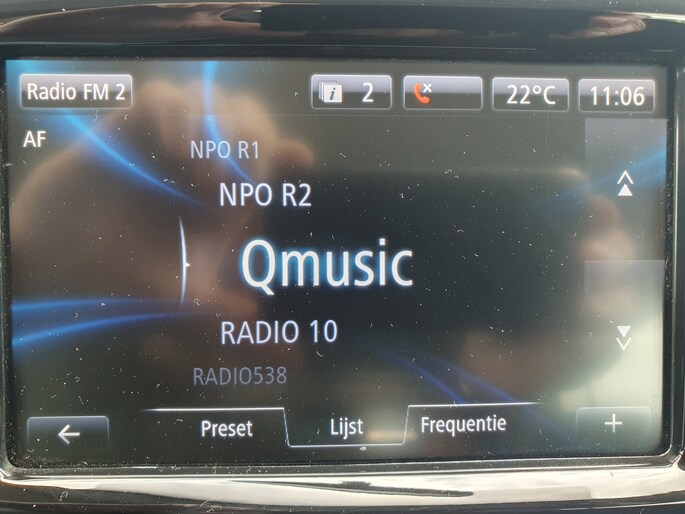 Radio FM 2
2
22°C
11:06
AF
NPO R1
NPO R2
Qmusic
RADIO 10
RADIO538
Preset
Lijst
Frequentie
+